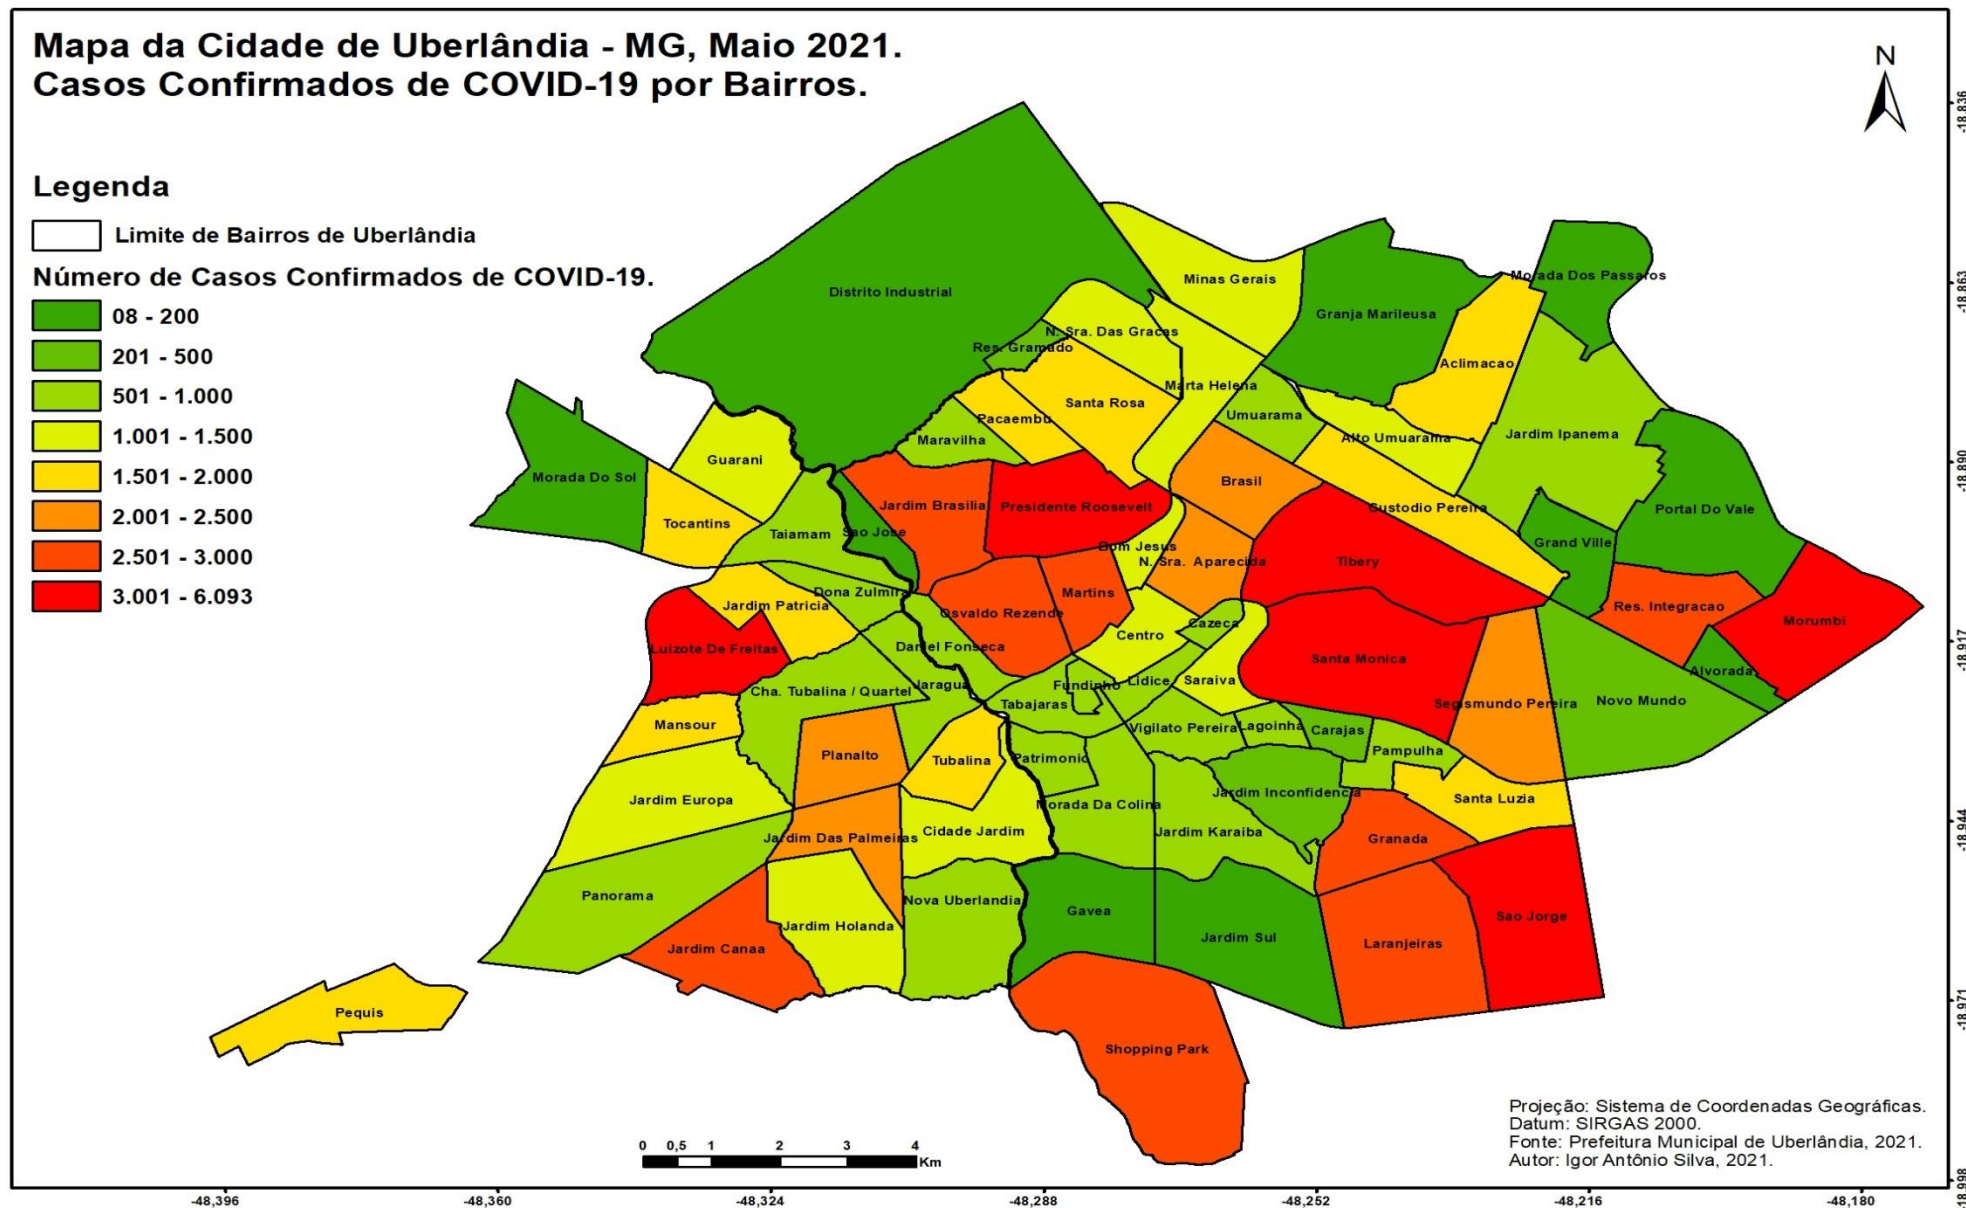 Mapa da Cidade de Uberlândia - MG, Maio 2021.
Casos Confirmados de COVID-19 por Bairros.
N
Legenda
Limite de Bairros de Uberlândia
Número de Casos Confirmados de COVID-19.
08 - 200
201 - 500
501 - 1.000
1.001 - 1.500
1.501 - 2.000
2.001 - 2.500
2.501 - 3.000
3.001 - 6.093
Distrito Industrial
Minas Gerais
Morada Dos Passaros
Granja Marileusa
N. Sra. Das Gracas
Res. Gramado
Aclimacao
Marta Helena
Santa Rosa
Umuarama
Pacaembu
Maravilha
Alto Umuarama
Jardim Ipanema
Guarani
Morada Do Sol
Brasil
Jardim Brasilia
Presidente Roosevelt
Custodio Pereira
Portal Do Vale
Tocantins
Taiamam
Sao Jose
Grand Ville
Bom Jesus
N. Sra. Aparecida
Tibery
Dona Zulmira
Martins
Jardim Patricia
Osvaldo Rezende
Res. Integracao
Morumbi
Cazeca
Centro
Luizote De Freitas
Daniel Fonseca
Santa Monica
Alvorada
Fundinho
Lidice
Saraiva
Jaragua
Cha. Tubalina / Quartel
Tabajaras
Segismundo Pereira
Novo Mundo
Mansour
Vigilato Pereira
Lagoinha
Carajas
Pampulha
Planalto
Tubalina
Patrimonio
Jardim Inconfidencia
Jardim Europa
Morada Da Colina
Santa Luzia
Jardim Das Palmeiras
Cidade Jardim
Jardim Karaiba
Granada
Panorama
Nova Uberlandia
Gavea
Sao Jorge
Jardim Holanda
Jardim Sul
Laranjeiras
Jardim Canaa
Pequis
Shopping Park
0 0,5 1 2 3 4
Km
Projeção: Sistema de Coordenadas Geográficas.
Datum: SIRGAS 2000.
Fonte: Prefeitura Municipal de Uberlândia, 2021.
Autor: Igor Antônio Silva, 2021.
-18,836
-18,863
-18,890
-18,917
-18,944
-18,971
-18,998
-48,396
-48,360
-48,324
-48,288
-48,252
-48,216
-48,180